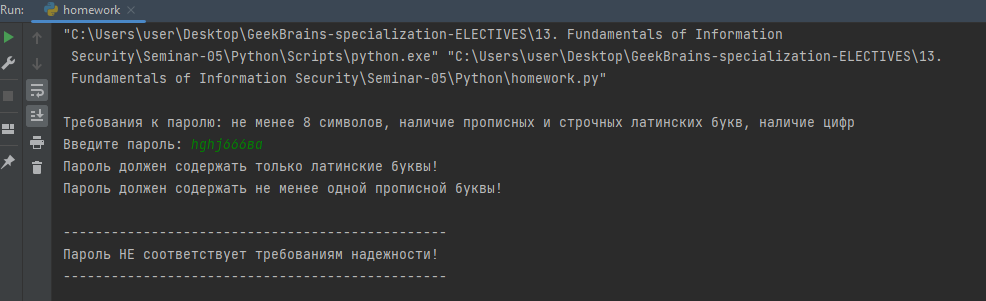 Run:
homework
"C:\Users\user\Desktop\GeekBrains-specialization-ELECTIVES\13. Fundamentals of Information
Security\Seminar-05\Python\Scripts\python.exe" "C:\Users\user\Desktop\GeekBrains-specialization-ELECTIVES\13.
Fundamentals of Information Security\Seminar-05\Python\homework.py"
Требования к паролю: не менее 8 символов, наличие прописных и строчных латинских букв, наличие цифр
Введите пароль:
Пароль должен содержать только латинские буквы!
Пароль должен содержать не менее одной прописной буквы!
------------------------------------------------
Пароль НЕ соответствует требованиям надежности!
------------------------------------------------